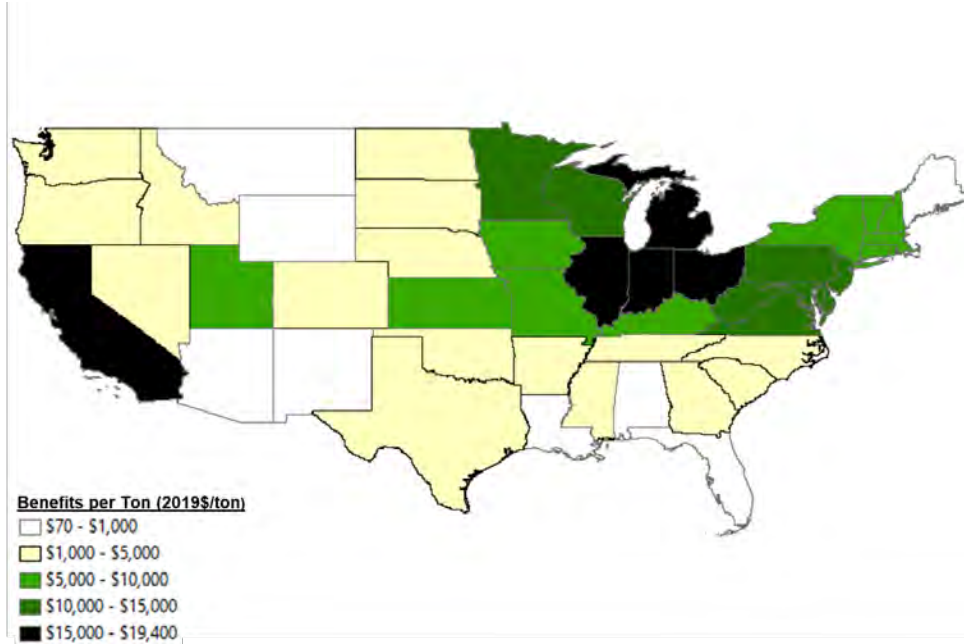 Benefits per Ton (2019$/ton)
$70 - $1,000
$1,000 - $5,000
$5,000 - $10,000
$10,000 - $15,000
$15,000 - $19,400